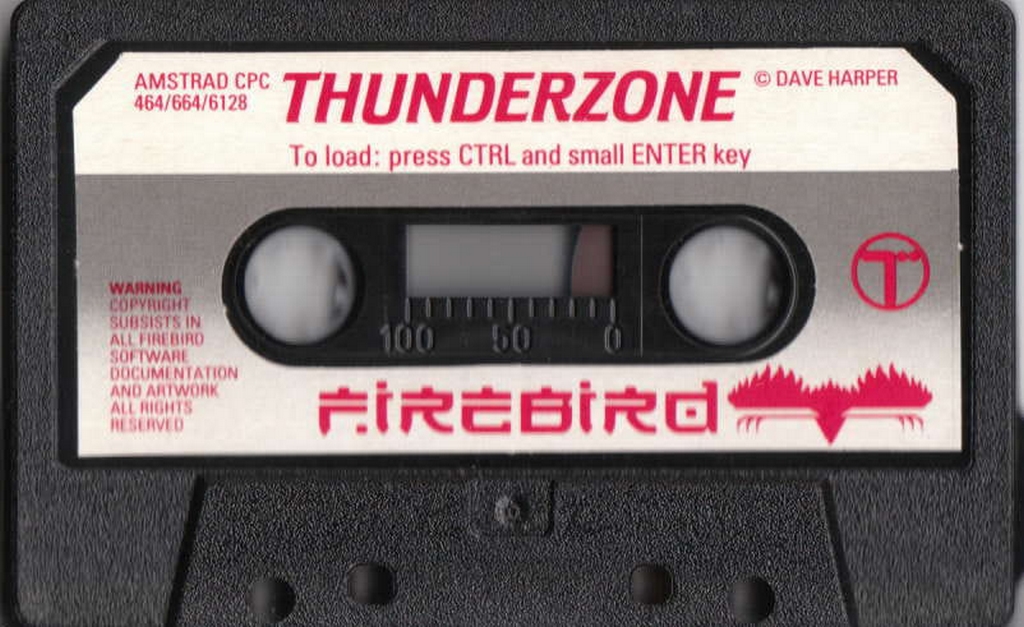 AMSTRAD CPC
464/664/6128
THUNDERZONE
© DAVE HARPER
To load: press CTRL and small ENTER key
100 50 0
WARNING
COPYRIGHT
SUBSISTS IN
ALL FIREBIRD
SOFTWARE
DOCUMENTATION
AND ARTWORK
ALL RIGHTS
RESERVED
FIREBIRD
T